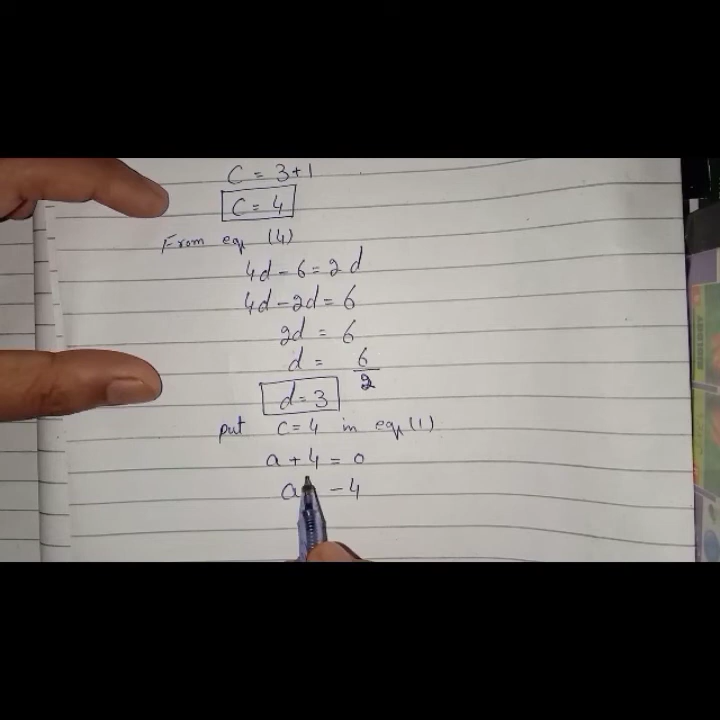 C = 3+1
C = 4
From eq (4)
4d - 6 = 2d
4d - 2d = 6
2d = 6
d = 6/2
d = 3
put C = 4 in eq (1)
a + 4 = 0
a - 4